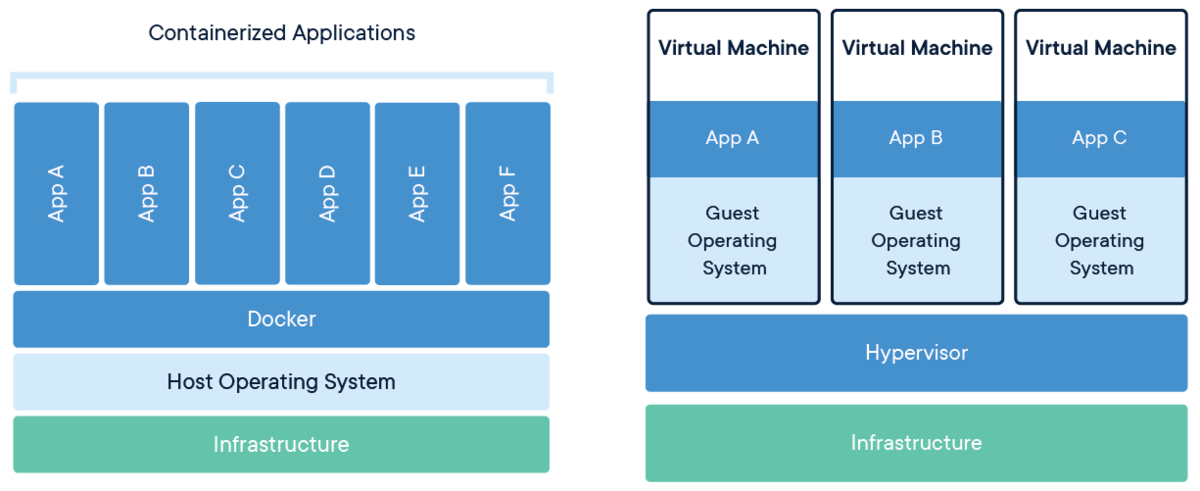 Containerized Applications
App A
App B
App C
App D
App E
App F
Docker
Host Operating System
Infrastructure
Virtual Machine
App A
Guest
Operating
System
Virtual Machine
App B
Guest
Operating
System
Virtual Machine
App C
Guest
Operating
System
Hypervisor
Infrastructure